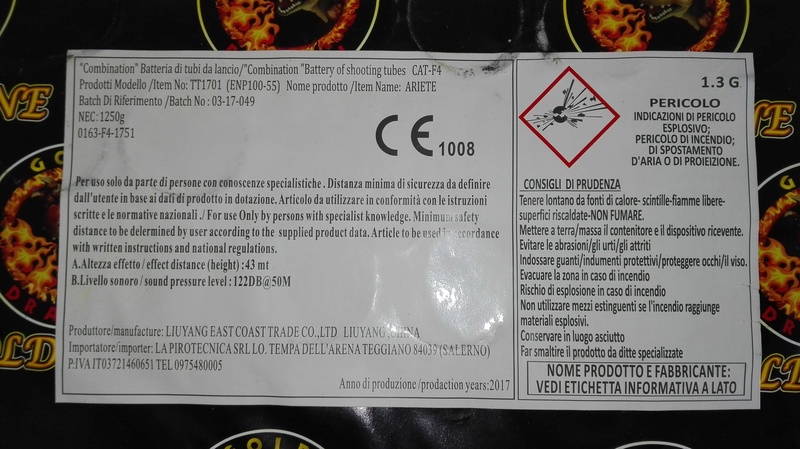 "Combination" Batteria di tubi da lancio/"Combination "Battery of shooting tubes CAT-F4
Prodotti Modello /Item No: TT1701 (ENP100-55) Nome prodotto /Item Name: ARIETE
Batch Di Riferimento /Batch No : 03-17-049
NEC: 1250g
0163-F4-1751
CE 1008
Per uso solo da parte di persone con conoscenze specialistiche . Distanza minima di sicurezza da definire
dall'utente in base ai dati di prodotto in dotazione. Articolo da utilizzare in conformità con le istruzioni
scritte e le normative nazionali ./ For use Only by persons with specialist knowledge. Minimum safety
distance to be determined by user according to the supplied product data. Article to be used in accordance
with written instructions and national regulations.
A.Altezza effetto / effect distance (height) : 43 mt
B.Livello sonoro / sound pressure level : 122DB@50M
Produttore/manufacture: LIUYANG EAST COAST TRADE CO.,LTD. LIUYANG ,CHINA
Importatore/importer: LA PIROTECNICA SRL LO. TEMPA DELL'ARENA TEGGIANO 84039 (SALERNO)
P:IVA IT03721460651 TEL 0975480005
Anno di produzione /prodaction years:2017
1.3 G
PERICOLO
INDICAZIONI DI PERICOLO
ESPLOSIVO;
PERICOLO DI INCENDIO;
DI SPOSTAMENTO
D'ARIA O DI PROIEIZIONE.
CONSIGLI DI PRUDENZA
Tenere lontano da fonti di calore- scintille-fiamme libere-
superfici riscaldate-NON FUMARE.
Mettere a terra/massa il contenitore e il dispositivo ricevente.
Evitare le abrasioni/gli urti/gli attriti
Indossare guanti/indumenti protettivi/proteggere occhi/il viso.
Evacuare la zona in caso di incendio
Rischio di esplosione in caso di incendio
Non utilizzare mezzi estinguenti se l'incendio raggiunge
materiali esplosivi.
Conservare in luogo asciutto
Far smaltire il prodotto da ditte specializzate
NOME PRODOTTO E FABBRICANTE:
VEDI ETICHETTA INFORMATIVA A LATO
GOLD